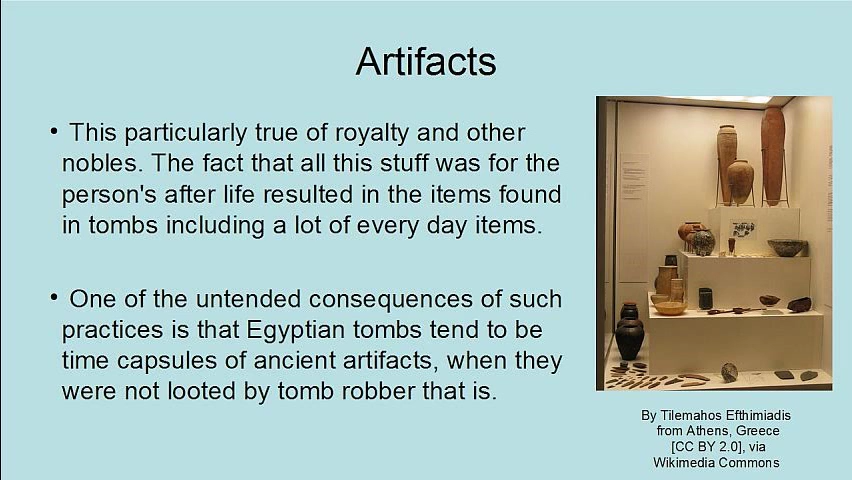 Artifacts
• This particularly true of royalty and other
nobles. The fact that all this stuff was for the
person's after life resulted in the items found
in tombs including a lot of every day items.
• One of the untended consequences of such
practices is that Egyptian tombs tend to be
time capsules of ancient artifacts, when they
were not looted by tomb robber that is.
By Tilemahos Efthimiadis
from Athens, Greece
[CC BY 2.0], via
Wikimedia Commons